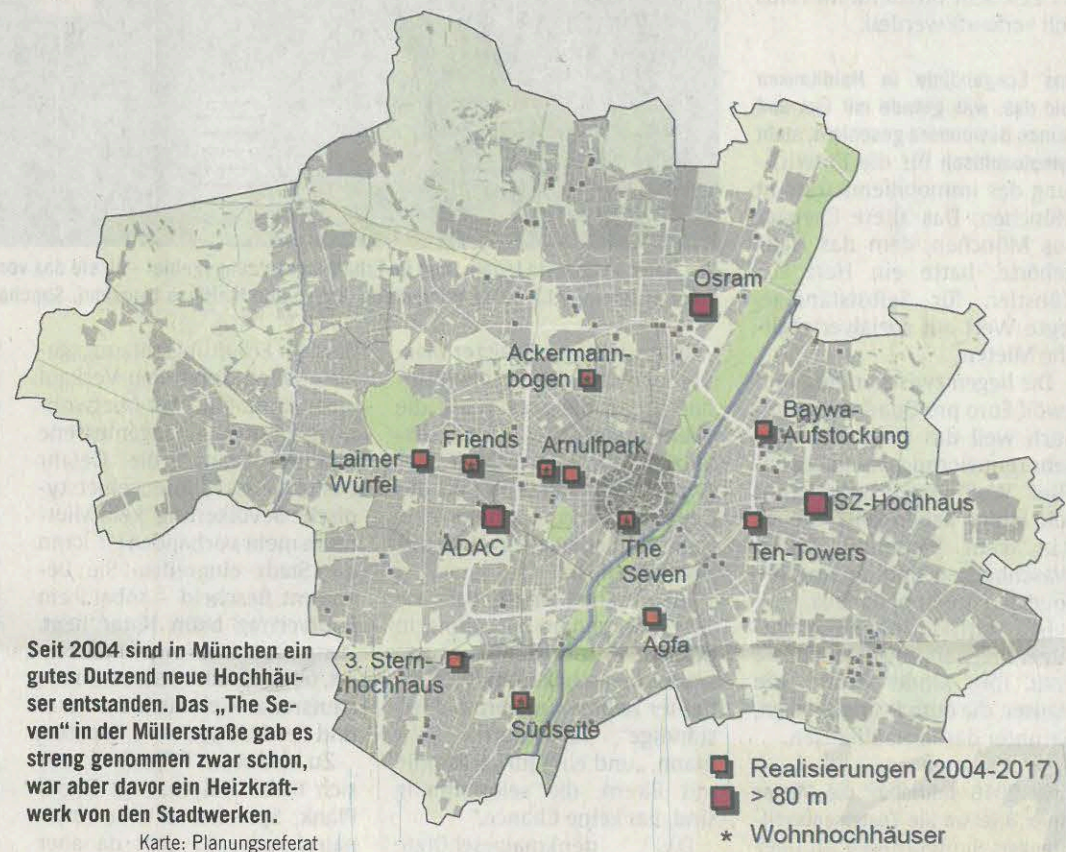 Osram
Ackermann-
bogen
Baywa-
Aufstockung
Friends
Arnulfpark
Laimer
Würfel
SZ-Hochhaus
ADAC
The
Seven
Ten-Towers
Agfa
3. Stern-
hochhaus
Südseite
Seit 2004 sind in München ein
gutes Dutzend neue Hochhäu-
ser entstanden. Das „The Se-
ven“ in der Müllerstraße gab es
streng genommen zwar schon,
war aber davor ein Heizkraft-
werk von den Stadtwerken.
Karte: Planungsreferat
Realisierungen (2004-2017)
> 80 m
* Wohnhochhäuser